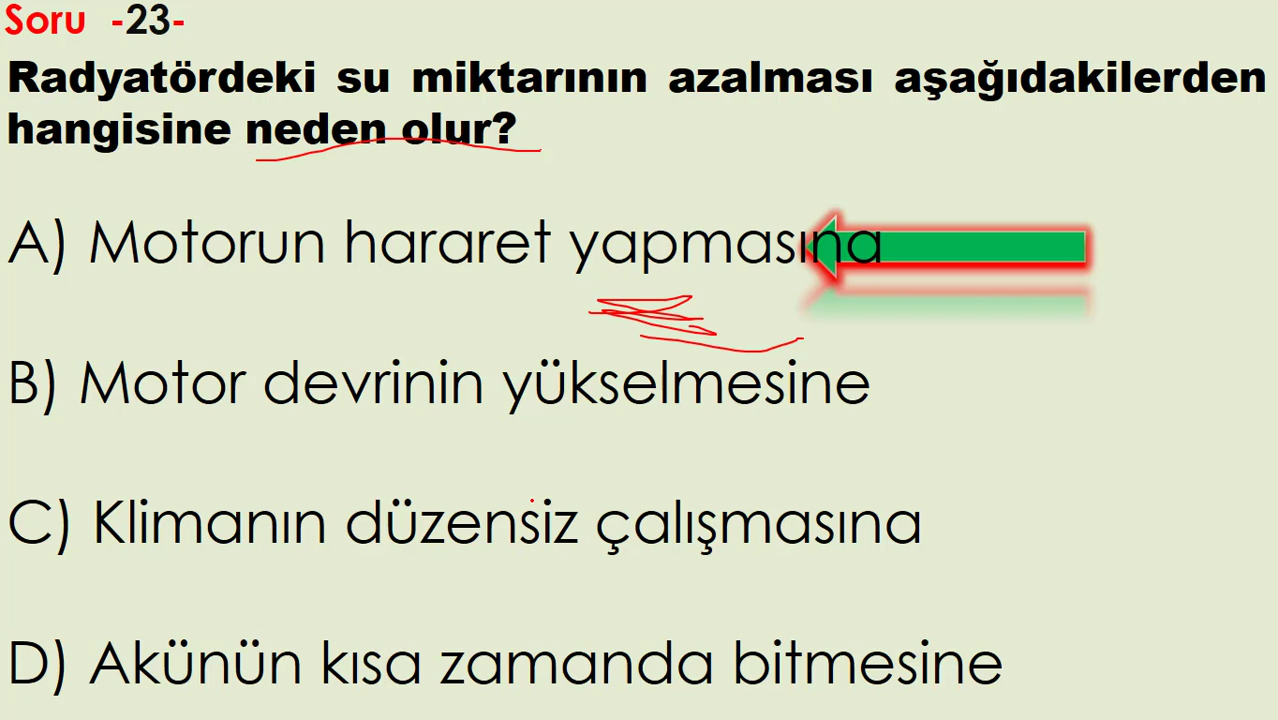 Soru -23-
Radyatördeki su miktarının azalması aşağıdakilerden
hangisine neden olur?
A) Motorun hararet yapmasına
B) Motor devrinin yükselmesine
C) Klimanın düzensiz çalışmasına
D) Akünün kısa zamanda bitmesine